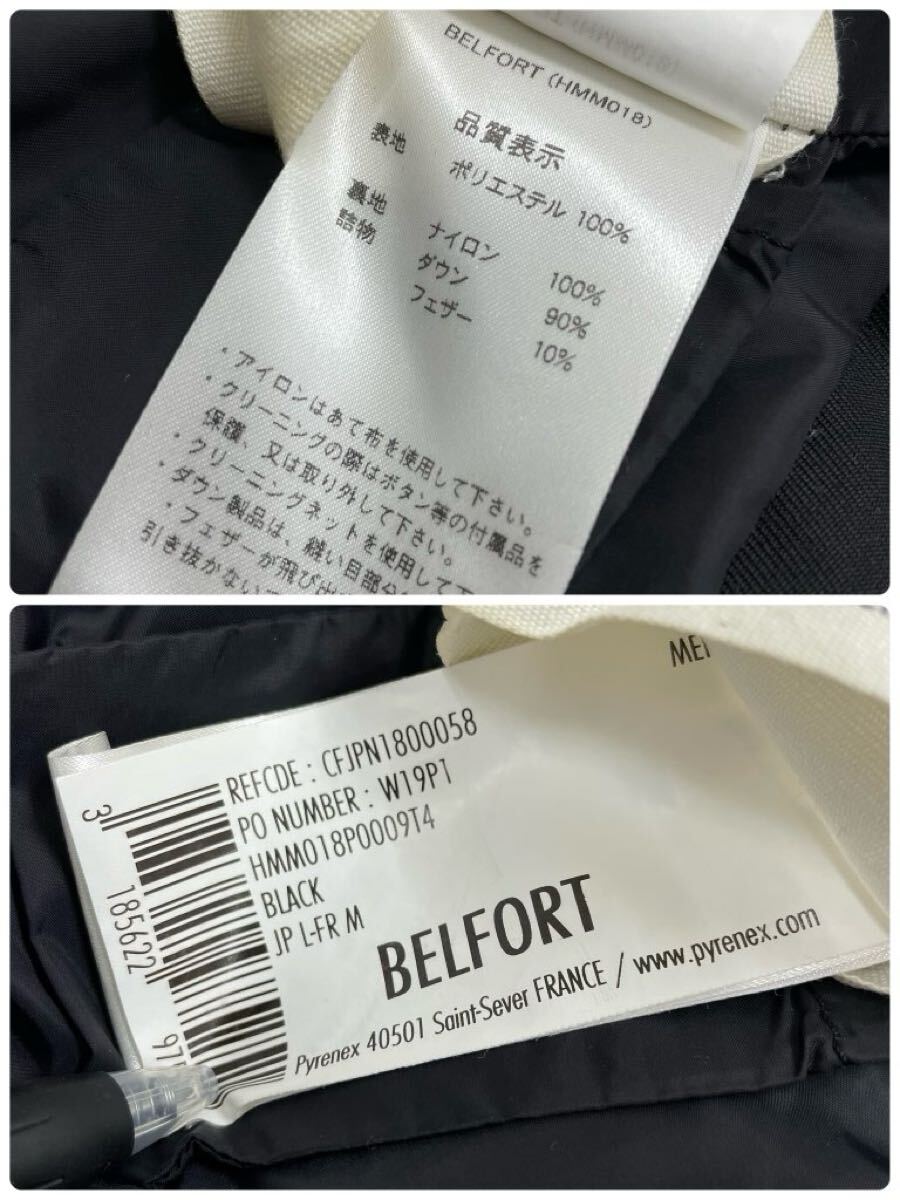 BELFORT (HMM018)
品質表示
表地 ポリエステル 100%
裏地 ナイロン 100%
詰物 ダウン 90%
フェザー 10%
・アイロンはあて布を使用して下さい。
・クリーニングの際はボタン等の付属品を
保護、又は取り外して下さい。
・クリーニングネットを使用して下
ダウン製品は、縫い目部分
・フェザーが飛び出
引き抜かない
MEI
REFCDE : CFJPN1800058
PO NUMBER : W19P1
HMM018P0009T4
BLACK
JP L-FR M
BELFORT
Pyrenex 40501 Saint-Sever FRANCE / www.pyrenex.com
3 185622 97